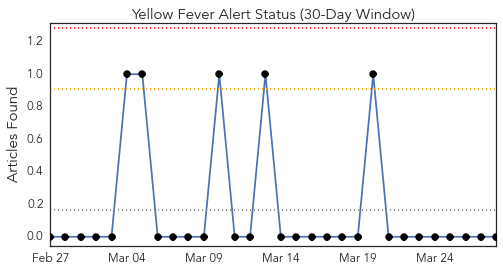 Yellow Fever Alert Status (30-Day Window)
Articles Found
1.2
1.0
0.8
0.6
0.4
0.2
0.0
Feb 27 Mar 04 Mar 09 Mar 14 Mar 19 Mar 24